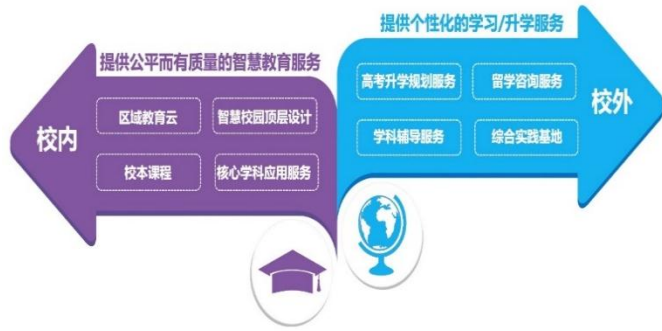 提供个性化的学习/升学服务
提供公平而有质量的智慧教育服务
校内
区域教育云
智慧校园顶层设计
校本课程
核心学科应用服务
高考升学规划服务
留学咨询服务
学科辅导服务
综合实践基地
校外